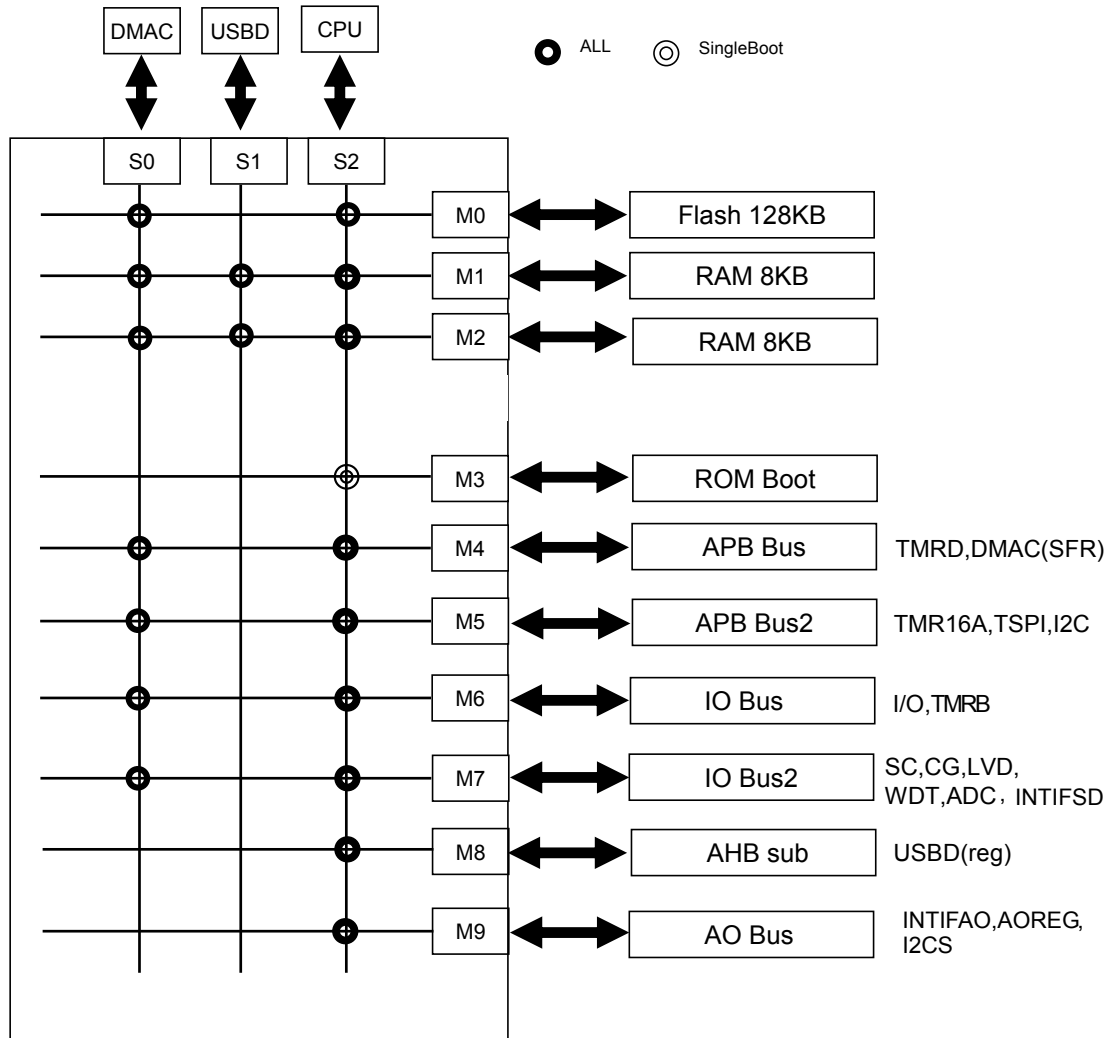 DMAC
USBD
CPU
ALL
SingleBoot
S0
S1
S2
M0
Flash 128KB
M1
RAM 8KB
M2
RAM 8KB
M3
ROM Boot
M4
APB Bus
TMRD,DMAC(SFR)
M5
APB Bus2
TMR16A,TSPI,I2C
M6
IO Bus
I/O,TMRB
M7
IO Bus2
SC,CG,LVD,
WDT,ADC, INTIFSD
M8
AHB sub
USBD(reg)
M9
AO Bus
INTIFAO,AOREG,
I2CS